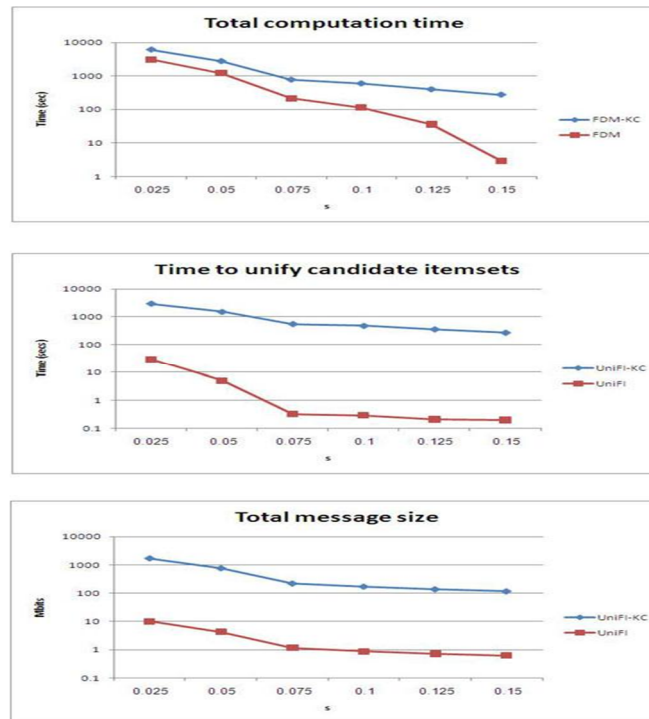 Total computation time
10000
1000
100
10
1
Time (sec)
0.025 0.05 0.075 0.1 0.125 0.15
s
FDM-KC
FDM
Time to unify candidate itemsets
10000
1000
100
10
1
0.1
Time (secs)
0.025 0.05 0.075 0.1 0.125 0.15
s
UniFI-KC
UniFI
Total message size
10000
1000
100
10
1
0.1
Mbits
0.025 0.05 0.075 0.1 0.125 0.15
s
UniFI-KC
UniFI